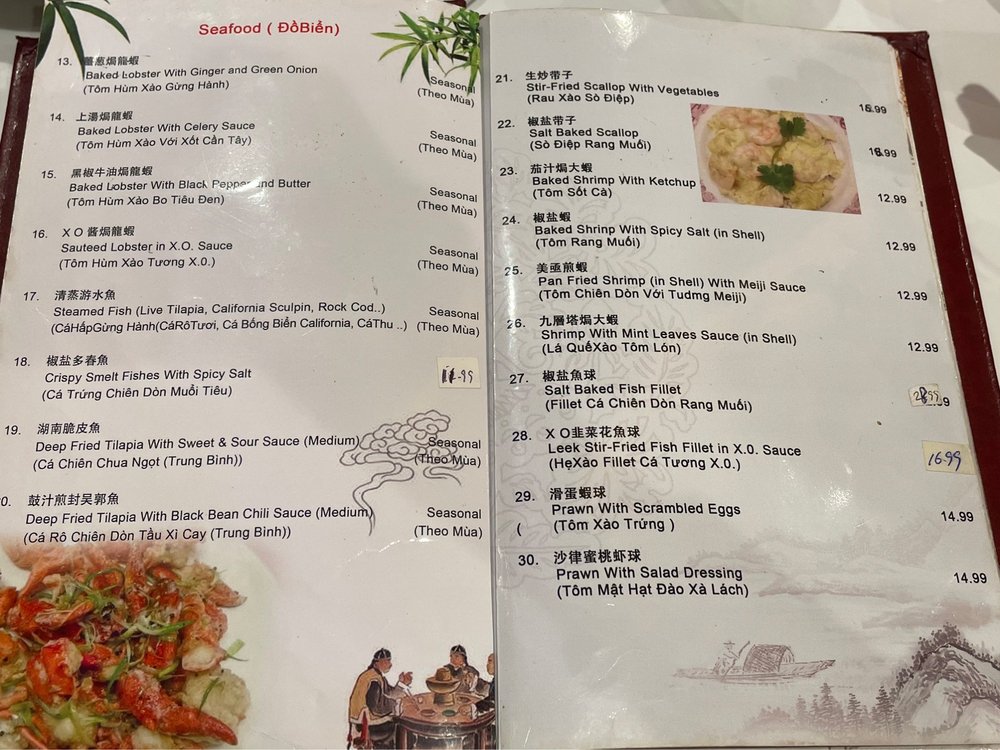 Seafood ( ĐồBiển)
13. 薑葱焗龍蝦
Baked Lobster With Ginger and Green Onion
(Tôm Hùm Xào Gừng Hành)
Seasonal
(Theo Mùa)
14. 上湯焗龍蝦
Baked Lobster With Celery Sauce
(Tôm Hùm Xào Với Xốt Cần Tây)
Seasonal
(Theo Mùa)
15. 黑椒牛油焗龍蝦
Baked Lobster With Black Pepper and Butter
(Tôm Hùm Xào Bo Tiêu Đen)
Seasonal
(Theo Mùa)
16. X O 醬焗龍蝦
Sauteed Lobster in X.O. Sauce
(Tôm Hùm Xào Tương X.0.)
Seasonal
(Theo Mùa)
17. 清蒸游水魚
Steamed Fish (Live Tilapia, California Sculpin, Rock Cod..)
(CáHấpGừng Hành(CáRôTươi, Cá Bống Biển California, CáThu ..)
Seasonal
(Theo Mùa)
18. 椒盐多春魚
Crispy Smelt Fishes With Spicy Salt
(Cá Trứng Chiên Dòn Muổi Tiêu)
.99
19. 湖南脆皮魚
Deep Fried Tilapia With Sweet & Sour Sauce (Medium)
(Cá Chiên Chua Ngọt (Trung Bình))
Seasonal
(Theo Mùa)
20. 鼓汁煎封吴郭魚
Deep Fried Tilapia With Black Bean Chili Sauce (Medium)
(Cá Rô Chiên Dòn Tầu Xì Cay (Trung Bình))
Seasonal
(Theo Mùa)
21. 生炒带子
Stir-Fried Scallop With Vegetables
(Rau Xào Sò Điệp)
.99
22. 椒盐带子
Salt Baked Scallop
(Sò Điệp Rang Muối)
.99
23. 茄汁焗大蝦
Baked Shrimp With Ketchup
(Tôm Sốt Cà)
12.99
24. 椒盐蝦
Baked Shrinp With Spicy Salt (in Shell)
(Tôm Rang Muối)
12.99
25. 美亟煎蝦
Pan Fried Shrimp (in Shell) With Meiji Sauce
(Tôm Chiên Dòn Với Tudmg Meiji)
12.99
26. 九層塔焗大蝦
Shrimp With Mint Leaves Sauce (in Shell)
(Lá QuếXào Tôm Lón)
12.99
27. 椒盐魚球
Salt Baked Fish Fillet
(Fillet Cá Chiên Dòn Rang Muối)
28. X O韭菜花魚球
Leek Stir-Fried Fish Fillet in X.0. Sauce
(HẹXào Fillet Cá Tương X.0.)
16.99
29. 滑蛋蝦球
Prawn With Scrambled Eggs
( (Tôm Xào Trứng )
14.99
30. 沙律蜜桃虾球
Prawn With Salad Dressing
(Tôm Mật Hạt Đào Xà Lách)
14.99